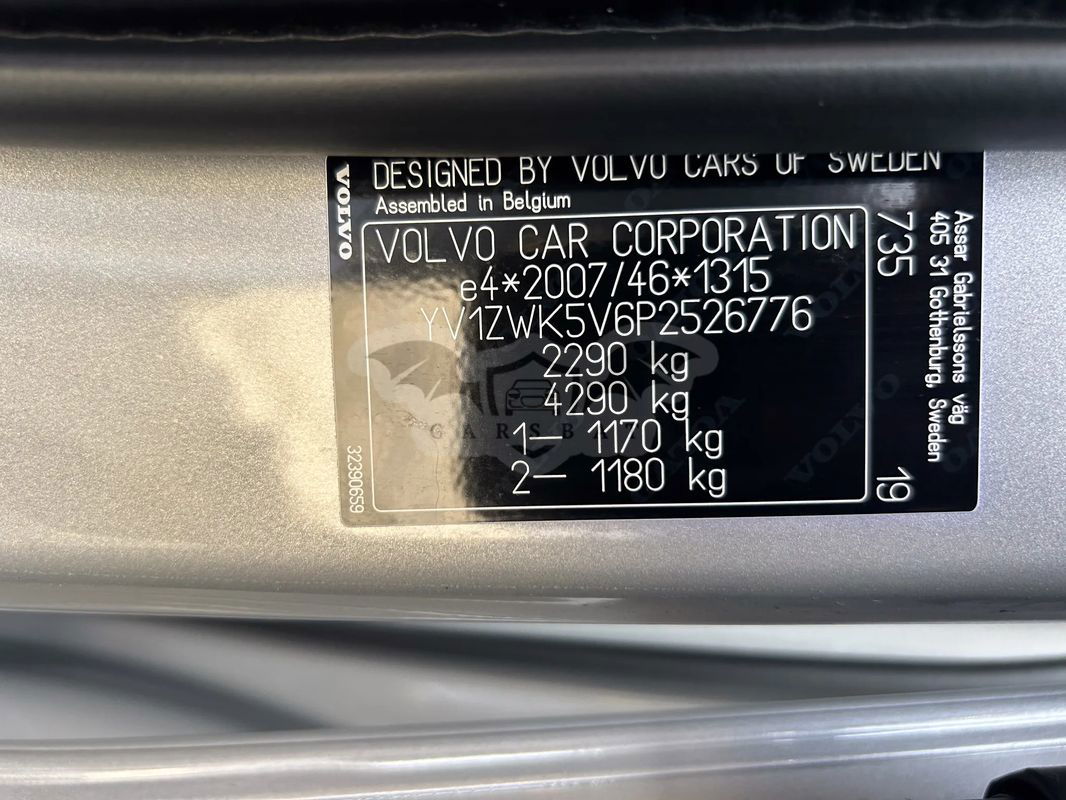 VOLVO
DESIGNED BY VOLVO CARS OF SWEDEN
Assembled in Belgium
VOLVO CAR CORPORATION
e4*2007/46*1315
YV1ZWK5V6P2526776
2290 kg
4290 kg
1– 1170 kg
2– 1180 kg
32390659
735
19
Assar Gabrielssons väg
405 31 Gothenburg, Sweden
VOLVO